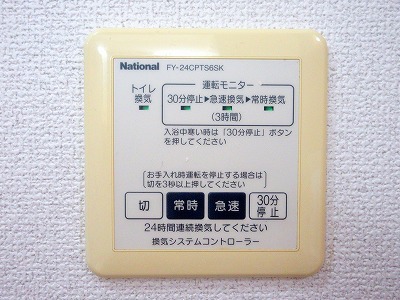 National FY-24CPTS6SK
トイレ
換気
運転モニター
30分停止▶急速換気▶常時換気
(3時間)
入浴中寒い時は「30分停止」ボタン
を押してください
お手入れ時運転を停止する場合は
切を3秒以上押してください
切 常時 急速 30分
停止
24時間連続換気してください
換気システムコントローラー